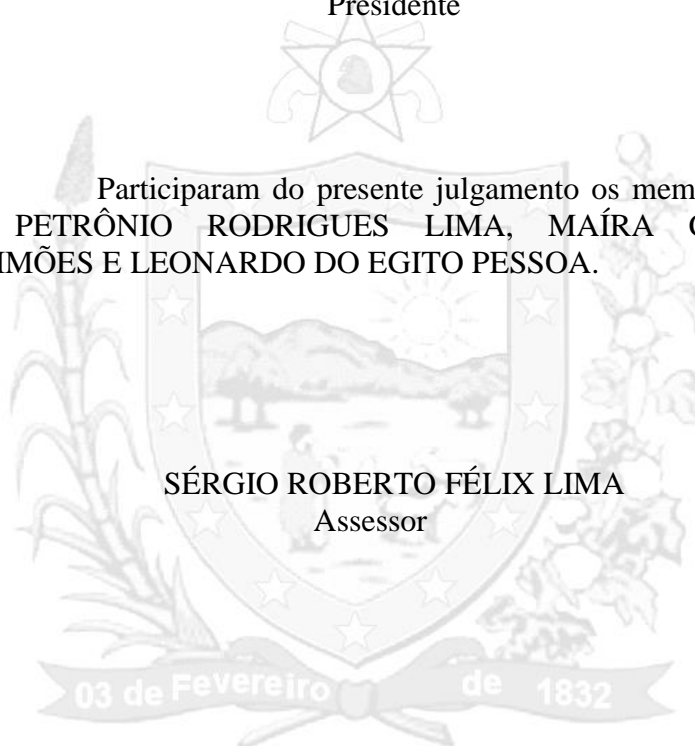 Presidente
Participaram do presente julgamento os mem
PETRÔNIO RODRIGUES LIMA, MAÍRA
IMÕES E LEONARDO DO EGITO PESSOA.
SÉRGIO ROBERTO FÉLIX LIMA
Assessor
03 de Fevereiro de 1832